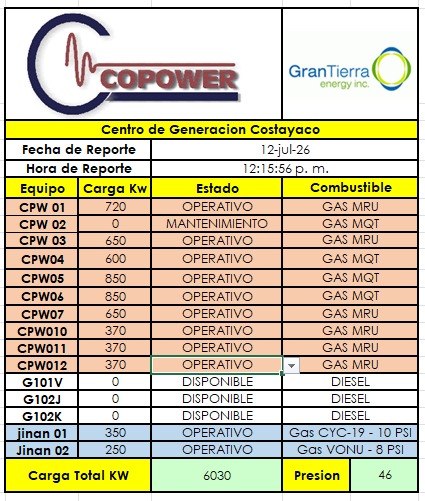 COPOWER
GranTierra
energy inc.
Centro de Generacion Costayaco
Fecha de Reporte 12-jul-26
Hora de Reporte 12:15:56 p. m.
Equipo Carga Kw Estado Combustible
CPW 01 720 OPERATIVO GAS MRU
CPW 02 0 MANTENIMIENTO GAS MQT
CPW 03 650 OPERATIVO GAS MRU
CPW04 600 OPERATIVO GAS MQT
CPW05 850 OPERATIVO GAS MQT
CPW06 850 OPERATIVO GAS MQT
CPW07 650 OPERATIVO GAS MRU
CPW010 370 OPERATIVO GAS MRU
CPW011 370 OPERATIVO GAS MRU
CPW012 370 OPERATIVO GAS MRU
G101V 0 DISPONIBLE DIESEL
G102J 0 DISPONIBLE DIESEL
G102K 0 DISPONIBLE DIESEL
jinan 01 350 OPERATIVO Gas CYC-19 - 10 PSI
Jinan 02 250 OPERATIVO Gas VONU - 8 PSI
Carga Total KW 6030 Presion 46